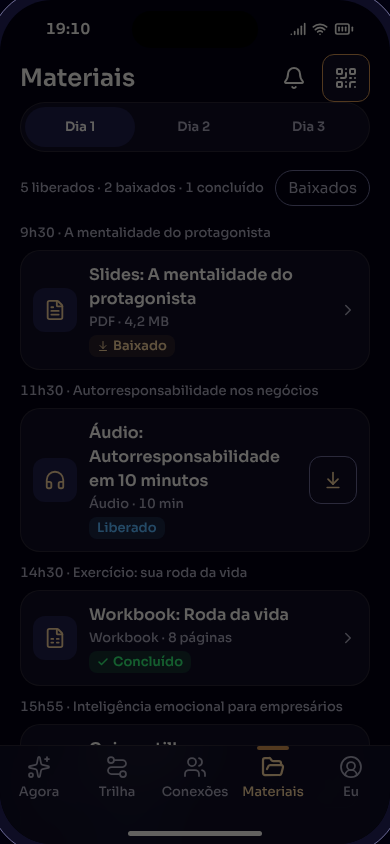 19:10
Materiais
Dia 1
Dia 2
Dia 3
5 liberados · 2 baixados · 1 concluído
Baixados
9h30 · A mentalidade do protagonista
Slides: A mentalidade do
protagonista
PDF · 4,2 MB
Baixado
11h30 · Autorresponsabilidade nos negócios
Áudio:
Autorresponsabilidade
em 10 minutos
Áudio · 10 min
Liberado
14h30 · Exercício: sua roda da vida
Workbook: Roda da vida
Workbook · 8 páginas
Concluído
15h55 · Inteligência emocional para empresários
Agora
Trilha
Conexões
Materiais
Eu